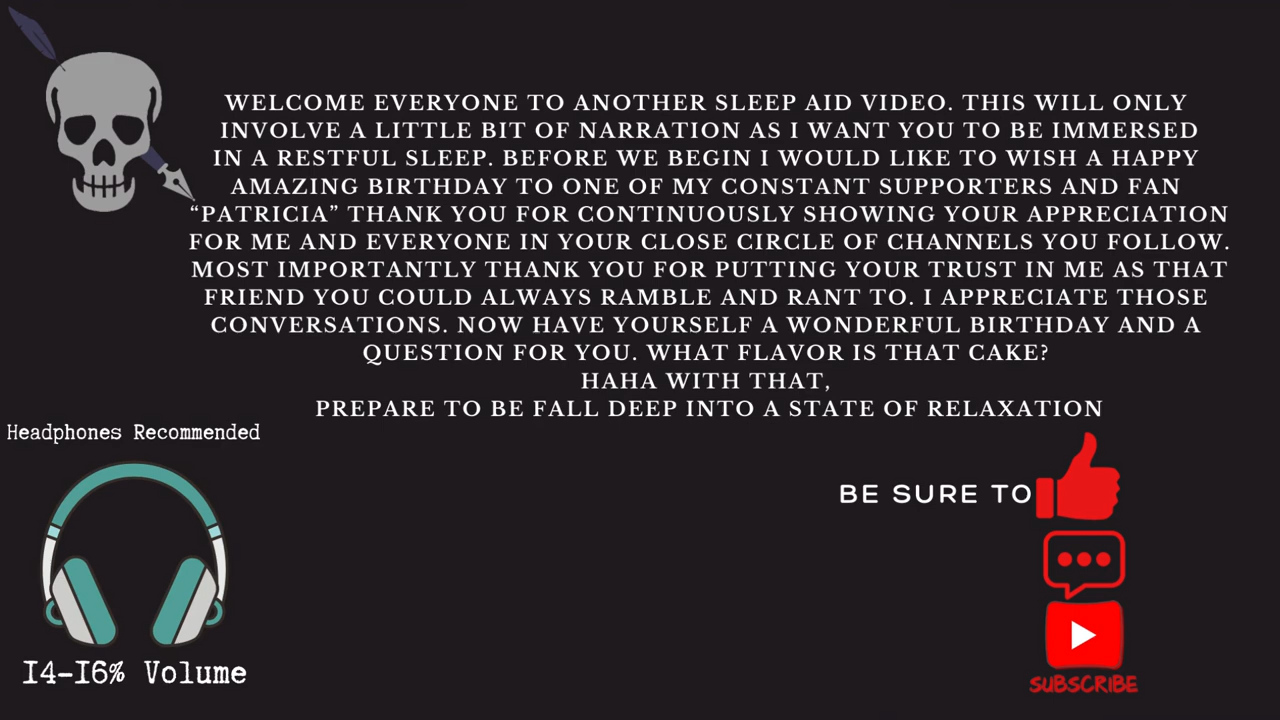 WELCOME EVERYONE TO ANOTHER SLEEP AID VIDEO. THIS WILL ONLY
INVOLVE A LITTLE BIT OF NARRATION AS I WANT YOU TO BE IMMERSED
IN A RESTFUL SLEEP. BEFORE WE BEGIN I WOULD LIKE TO WISH A HAPPY
AMAZING BIRTHDAY TO ONE OF MY CONSTANT SUPPORTERS AND FAN
“PATRICIA” THANK YOU FOR CONTINUOUSLY SHOWING YOUR APPRECIATION
FOR ME AND EVERYONE IN YOUR CLOSE CIRCLE OF CHANNELS YOU FOLLOW.
MOST IMPORTANTLY THANK YOU FOR PUTTING YOUR TRUST IN ME AS THAT
FRIEND YOU COULD ALWAYS RAMBLE AND RANT TO. I APPRECIATE THOSE
CONVERSATIONS. NOW HAVE YOURSELF A WONDERFUL BIRTHDAY AND A
QUESTION FOR YOU. WHAT FLAVOR IS THAT CAKE?
HAHA WITH THAT,
PREPARE TO BE FALL DEEP INTO A STATE OF RELAXATION
Headphones Recommended
14-16% Volume
BE SURE TO
SUBSCRIBE